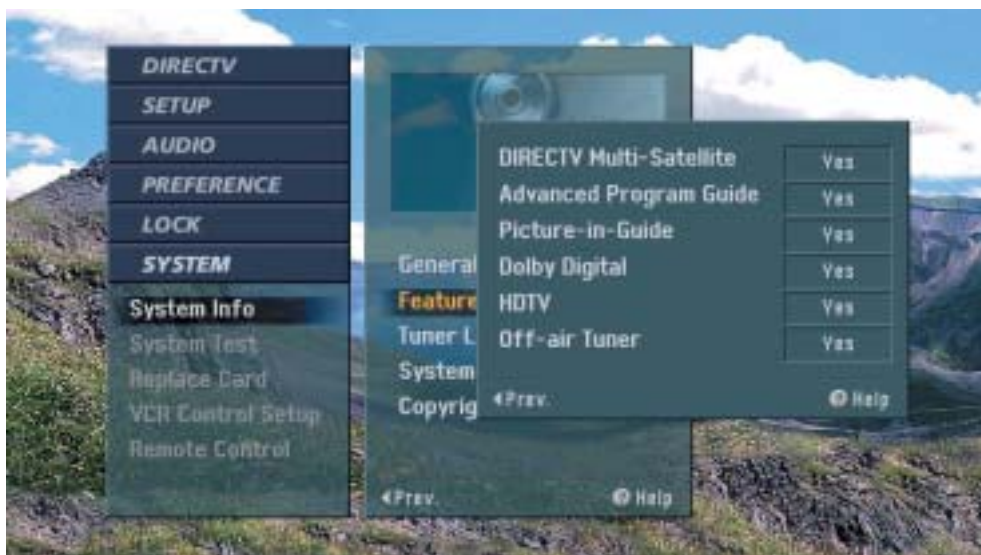 DIRECTV
SETUP
AUDIO
PREFERENCE
LOCK
SYSTEM
System Info
System Test
Replace Card
VCR Control Setup
Remote Control
General
Feature
Tuner L
System
Copyrig
Prev.
Help
DIRECTV Multi-Satellite Yes
Advanced Program Guide Yes
Picture-in-Guide Yes
Dolby Digital Yes
HDTV Yes
Off-air Tuner Yes
Prev.
Help